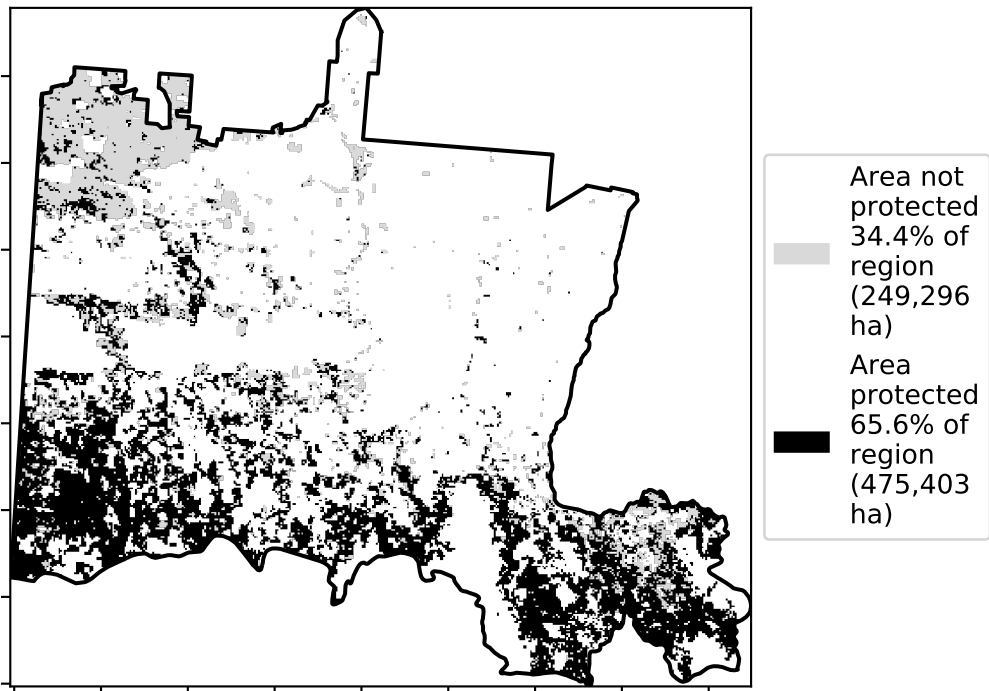 Area not
protected
34.4% of
region
(249,296
ha)
Area
protected
65.6% of
region
(475,403
ha)